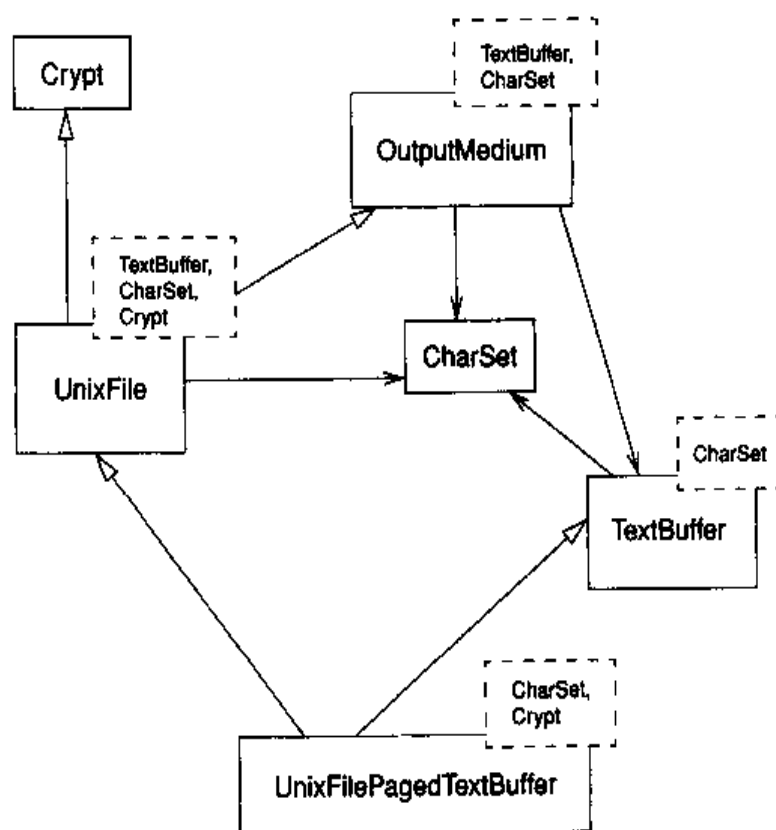 Crypt
TextBuffer,
CharSet
OutputMedium
TextBuffer,
CharSet,
Crypt
UnixFile
CharSet
CharSet
TextBuffer
CharSet,
Crypt
UnixFilePagedTextBuffer